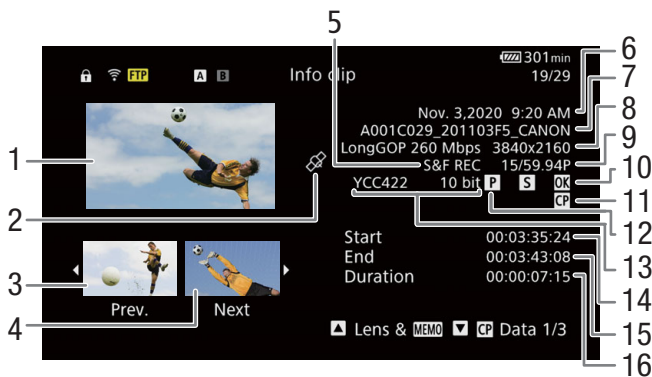 5
301 min
FTP A B Info clip 19/29
6
7
Nov. 3,2020 9:20 AM
8
A001C029_201103F5_CANON
LongGOP 260 Mbps 3840x2160
9
1
S&F REC 15/59.94P
10
YCC422 10 bit P S OK
11
CP
2
12
Start 00:03:35:24
13
End 00:03:43:08
Duration 00:00:07:15
3
14
4
Prev. Next
15
Lens & MEMO CP Data 1/3
16